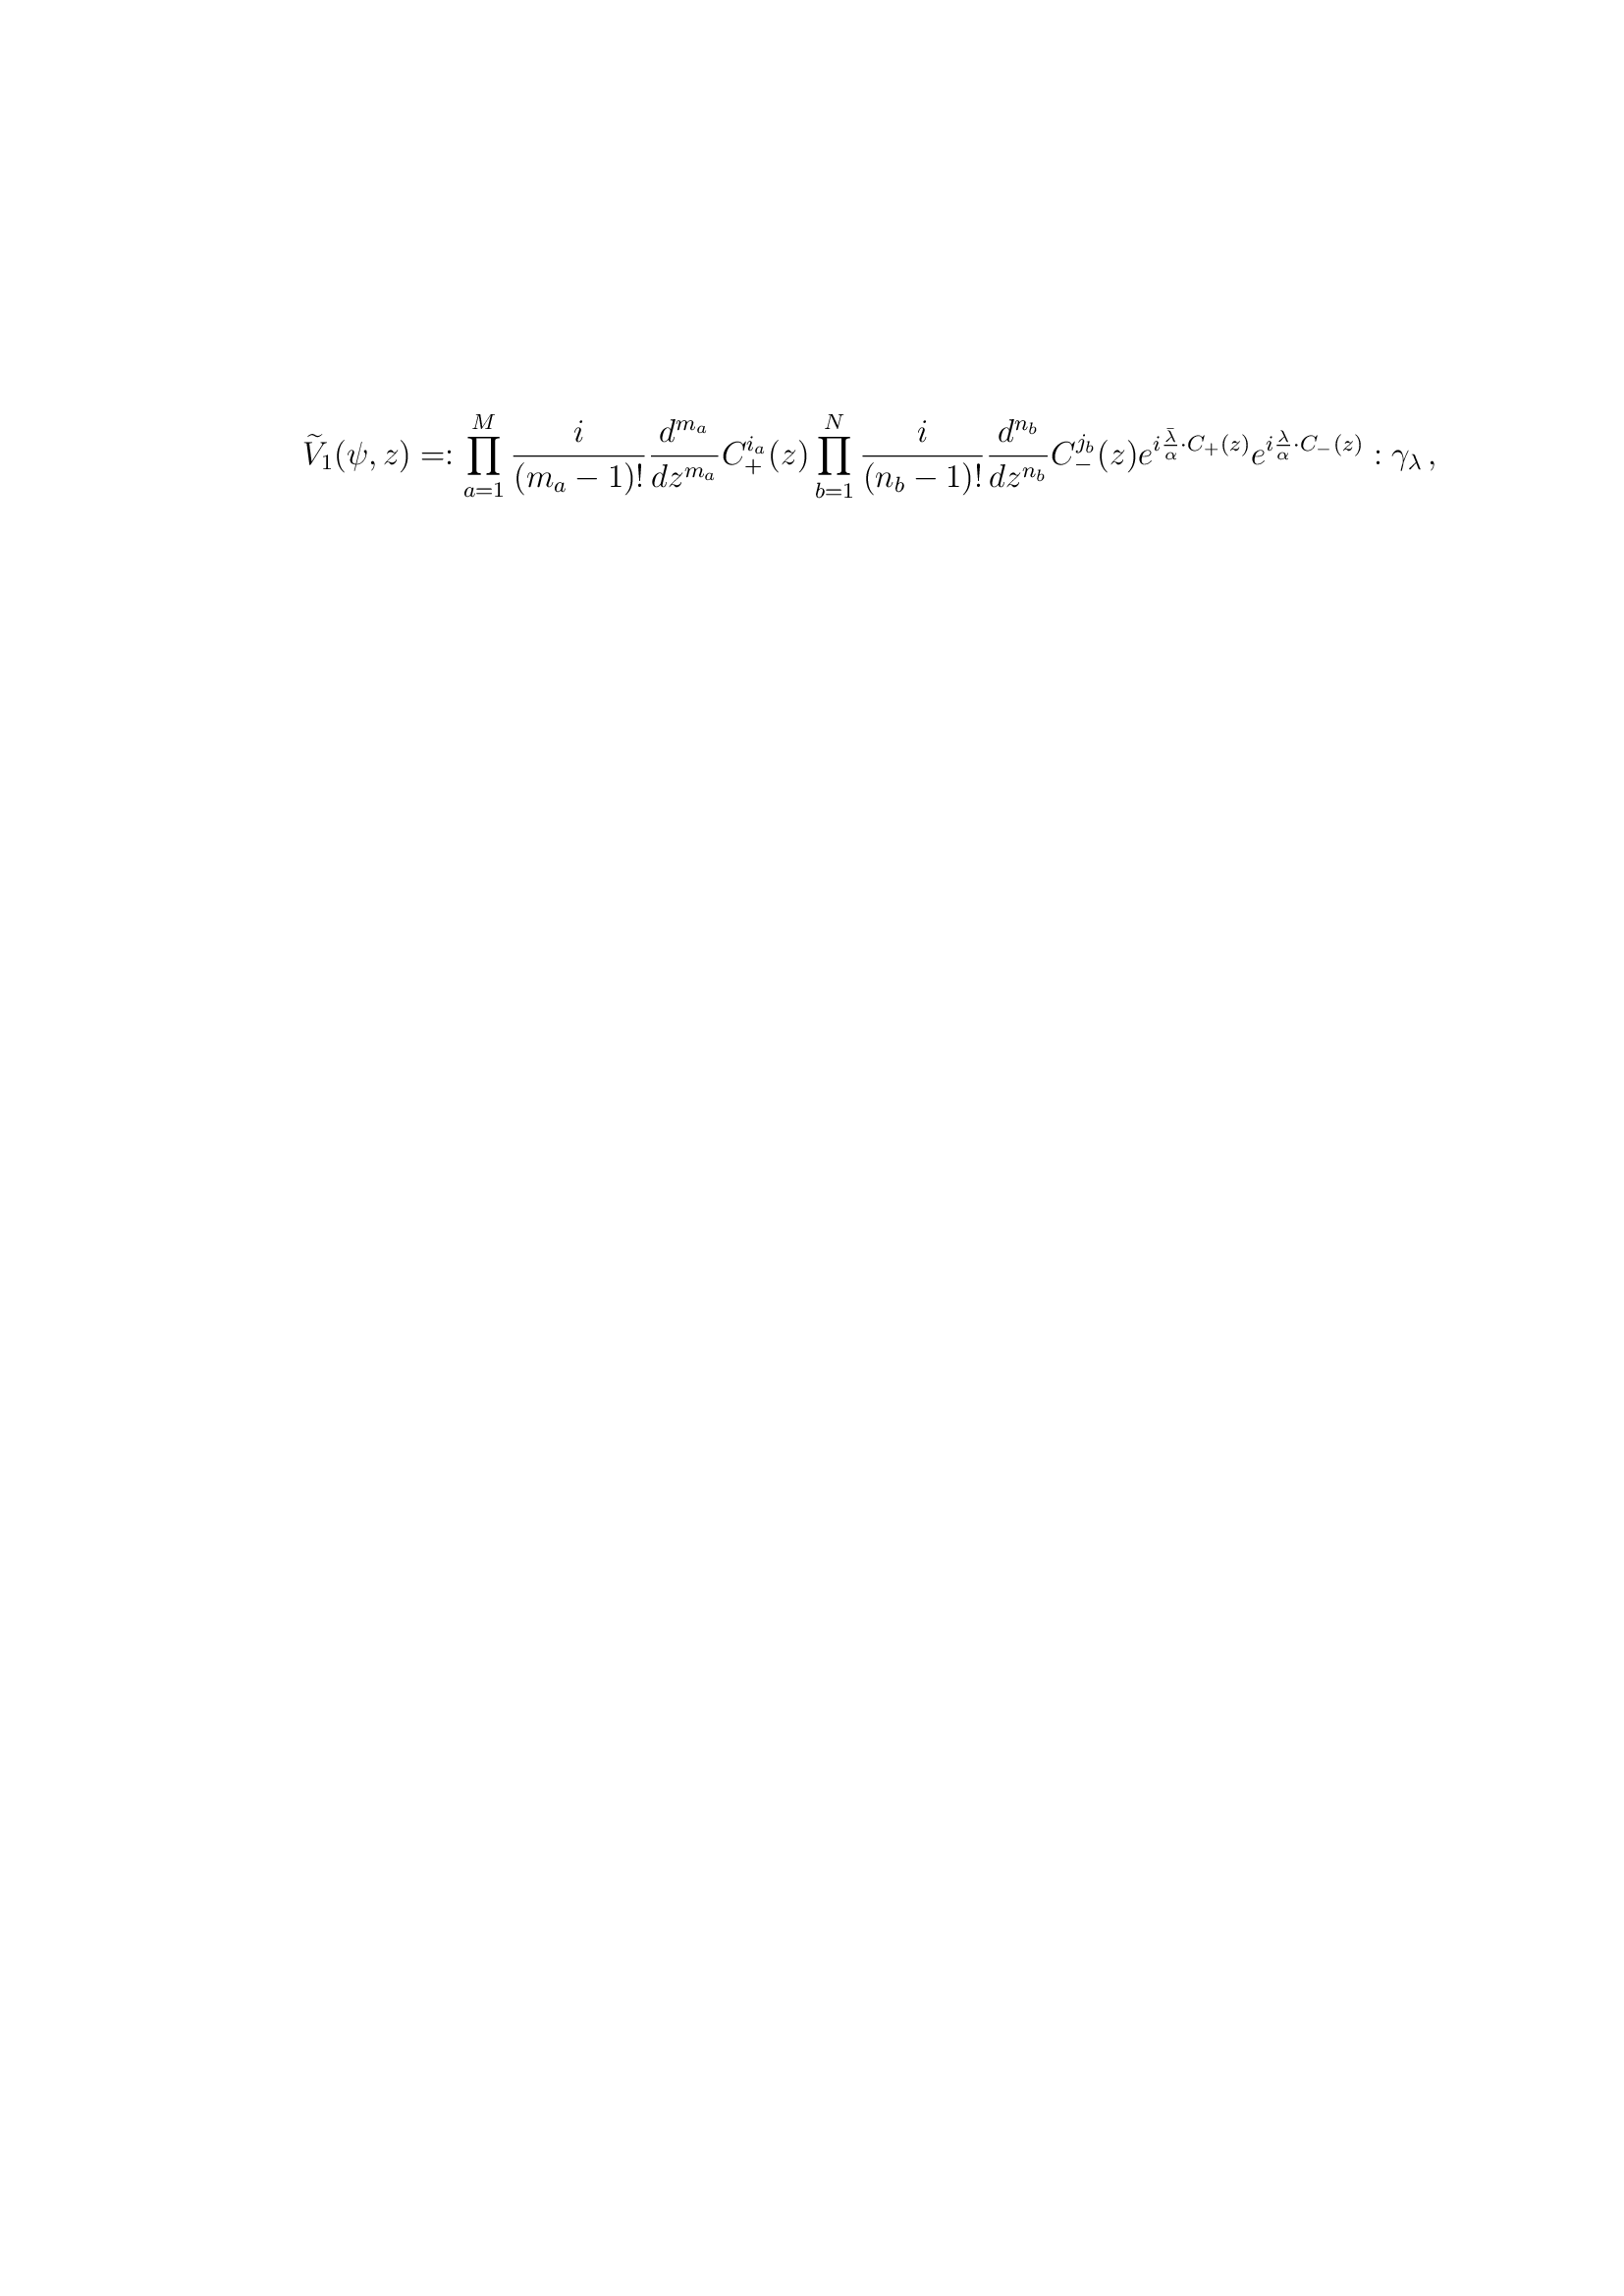 \widetilde{V}_1(\psi, z) =: \prod_{a=1}^{M} \frac{i}{(m_a - 1)!} \frac{d^{m_a}}{dz^{m_a}} C_+^{i_a}(z) \prod_{b=1}^{N} \frac{i}{(n_b - 1)!} \frac{d^{n_b}}{dz^{n_b}} C_-^{j_b}(z) e^{i \frac{\bar{\lambda}}{\alpha} \cdot C_+(z)} e^{i \frac{\lambda}{\alpha} \cdot C_-(z)} : \gamma_\lambda \, ,